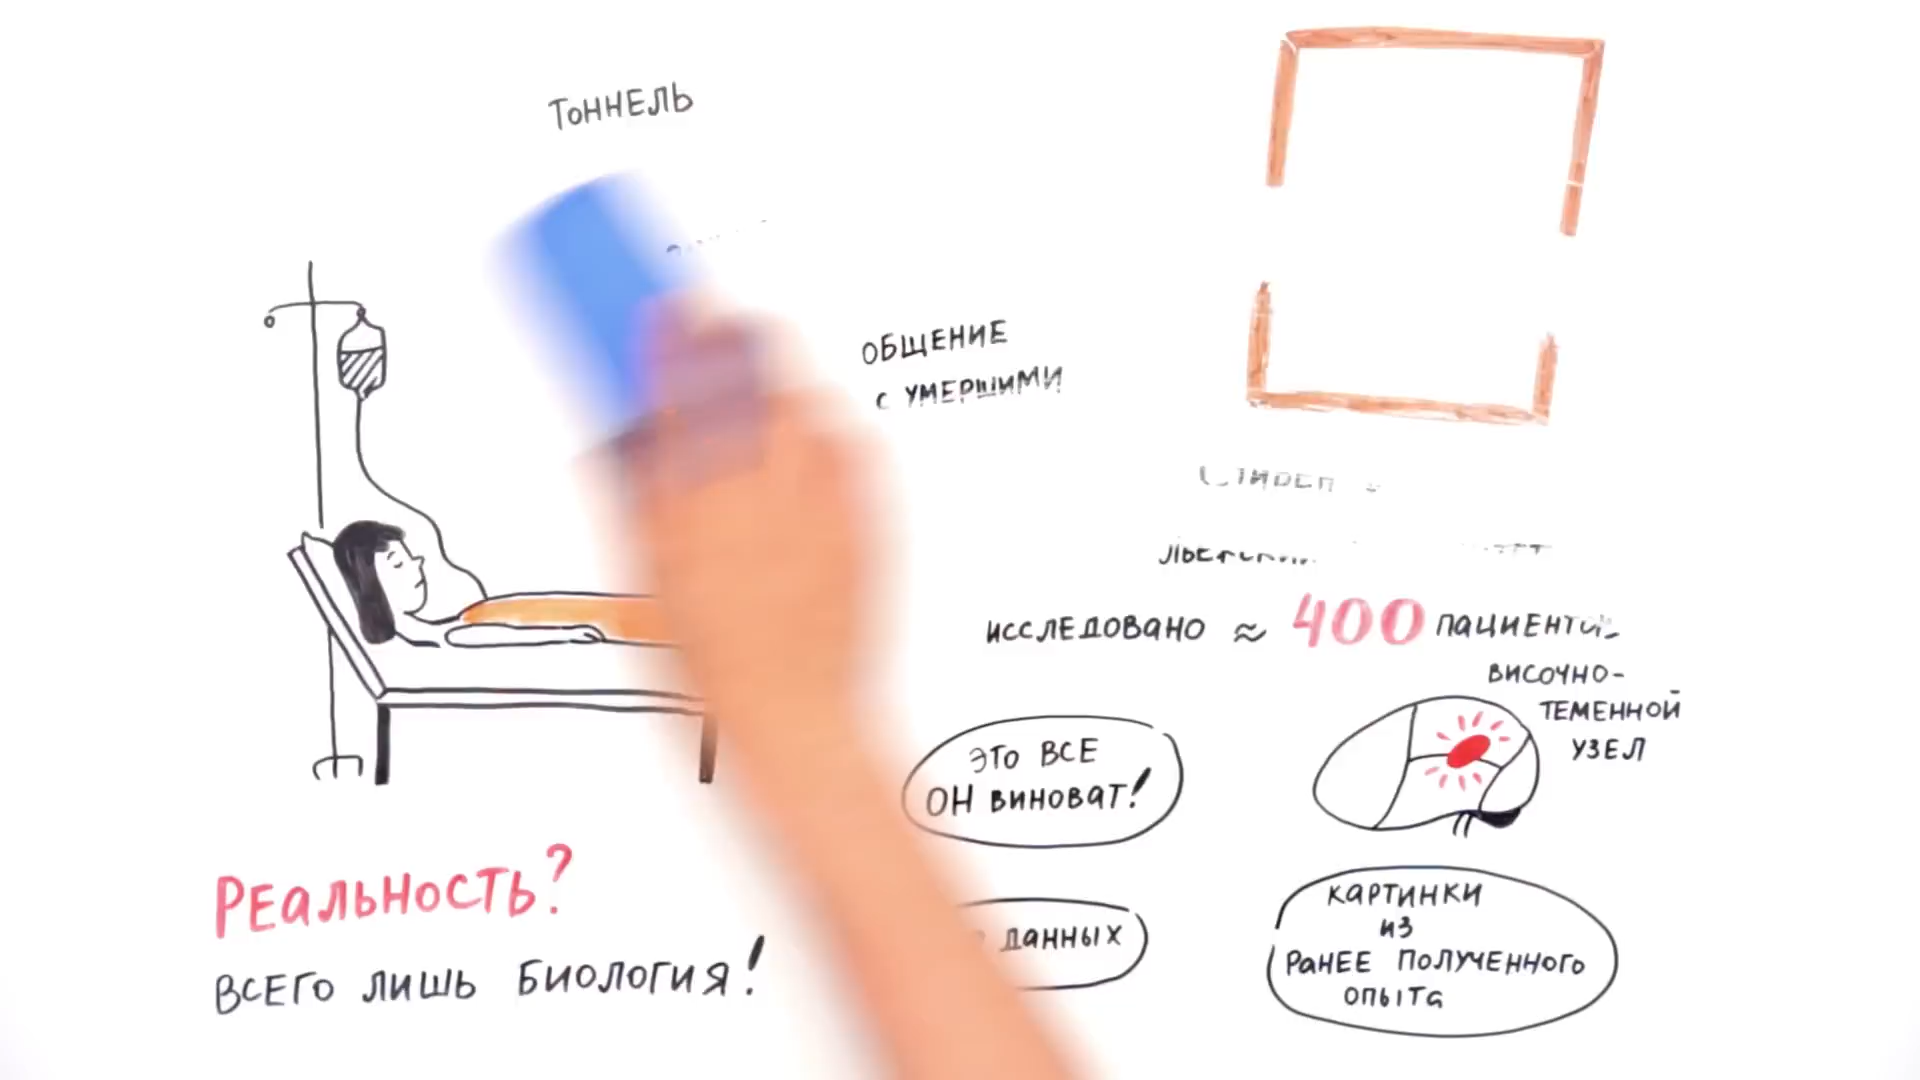 ТОННЕЛЬ
ОБЩЕНИЕ
С УМЕРШИМИ
ИССЛЕДОВАНО ≈ 400 ПАЦИЕНТОВ
ВИСОЧНО-
ТЕМЕННОЙ
УЗЕЛ
ЭТО ВСЕ
ОН ВИНОВАТ!
РЕАЛЬНОСТЬ?
ВСЕГО ЛИШЬ БИОЛОГИЯ!
ДАННЫХ
КАРТИНКИ
ИЗ
РАНЕЕ ПОЛУЧЕННОГО
ОПЫТА